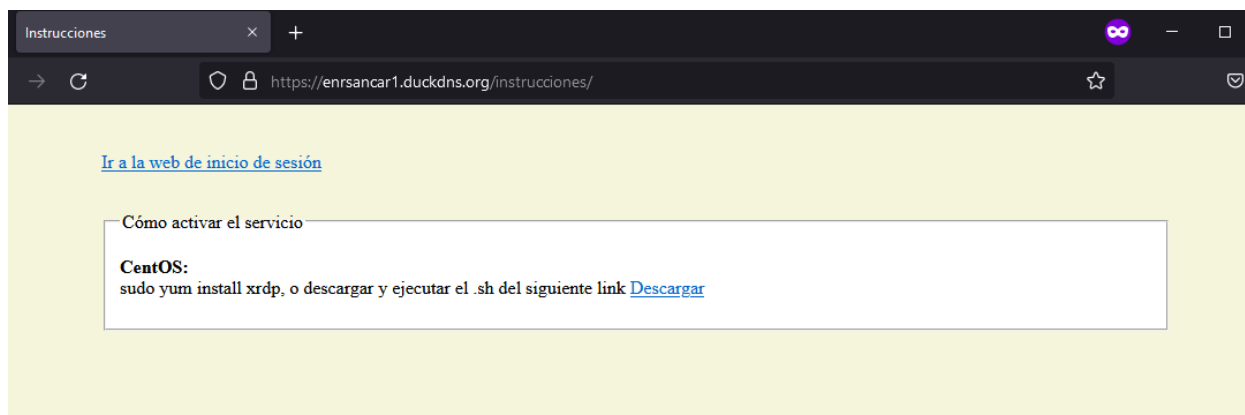 Instrucciones
https://enrsancar1.duckdns.org/instrucciones/
Ir a la web de inicio de sesión
Cómo activar el servicio
CentOS:
sudo yum install xrdp, o descargar y ejecutar el .sh del siguiente link Descargar